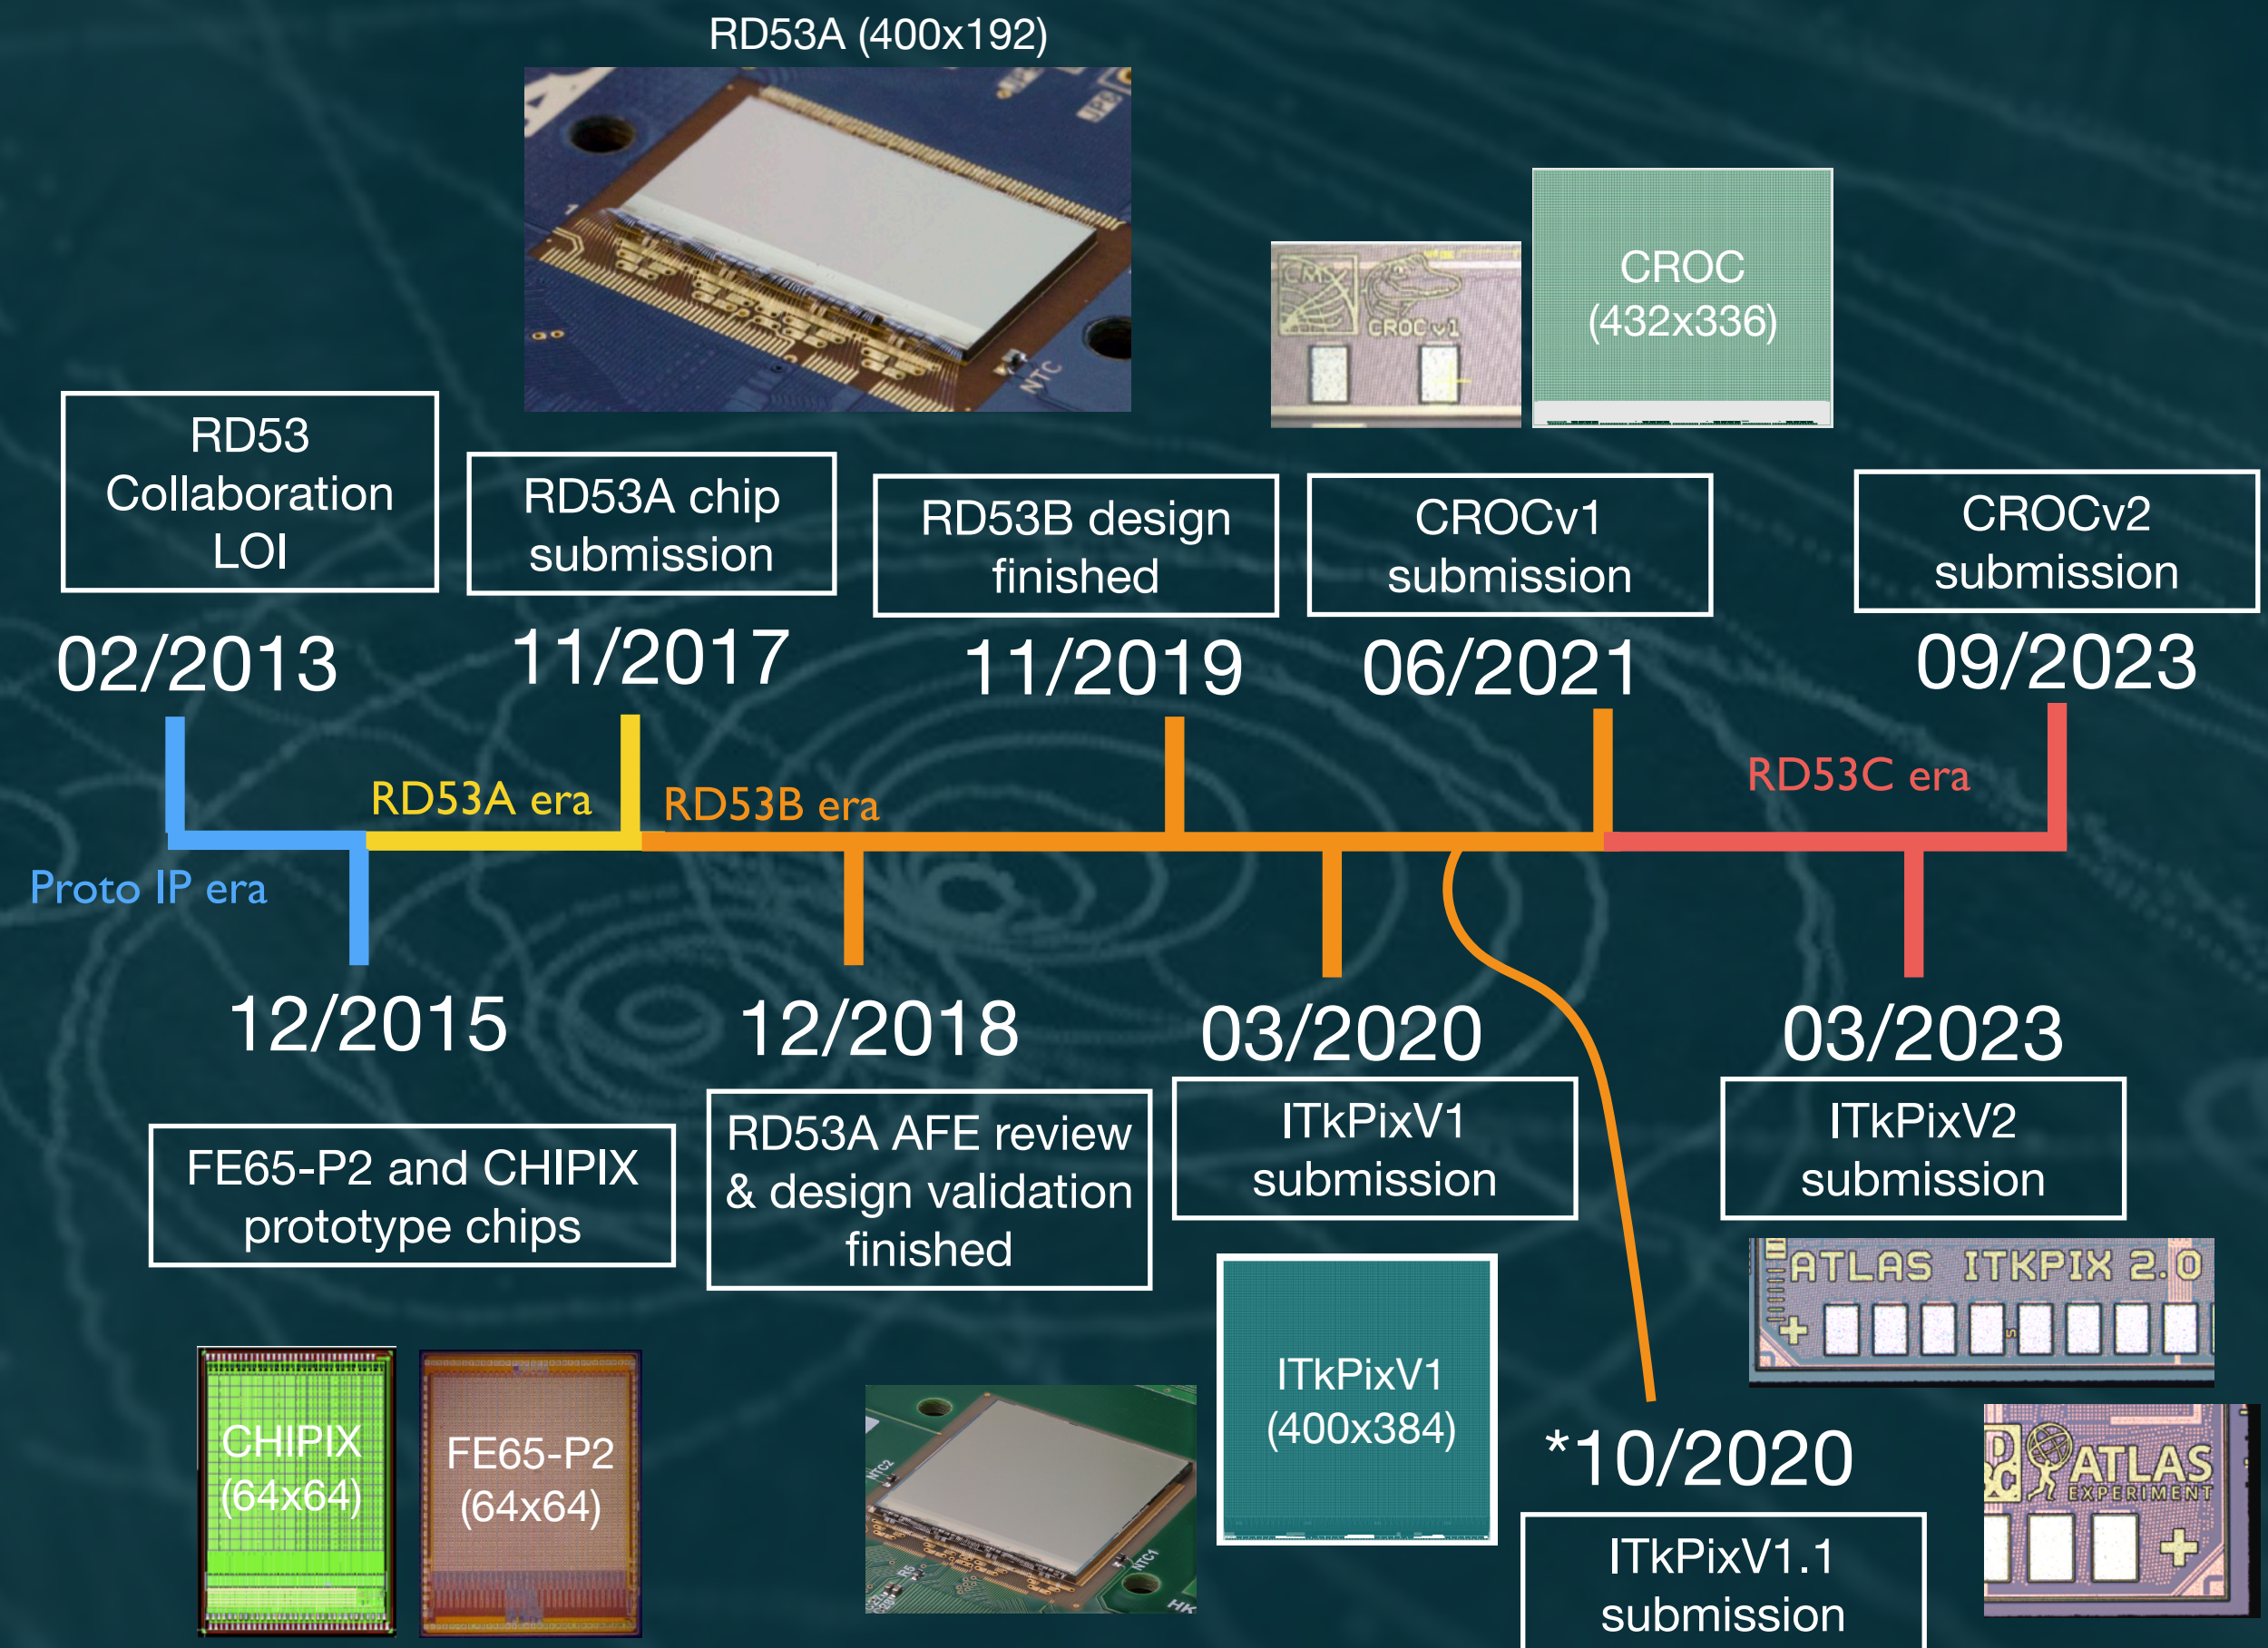 RD53A (400x192)
NTC
CMS
CROCv1
CROC
(432x336)
RD53
Collaboration
LOI
RD53A chip
submission
RD53B design
finished
CROCv1
submission
CROCv2
submission
02/2013
11/2017
11/2019
06/2021
09/2023
RD53A era
RD53B era
RD53C era
Proto IP era
12/2015
12/2018
03/2020
03/2023
FE65-P2 and CHIPIX
prototype chips
RD53A AFE review
& design validation
finished
ITkPixV1
submission
ITkPixV2
submission
ATLAS ITKPIX 2.0
CHIPIX
(64x64)
FE65-P2
(64x64)
NTC2
NTC1
R5
HK
ITkPixV1
(400x384)
*10/2020
ITkPixV1.1
submission
ATLAS
EXPERIMENT